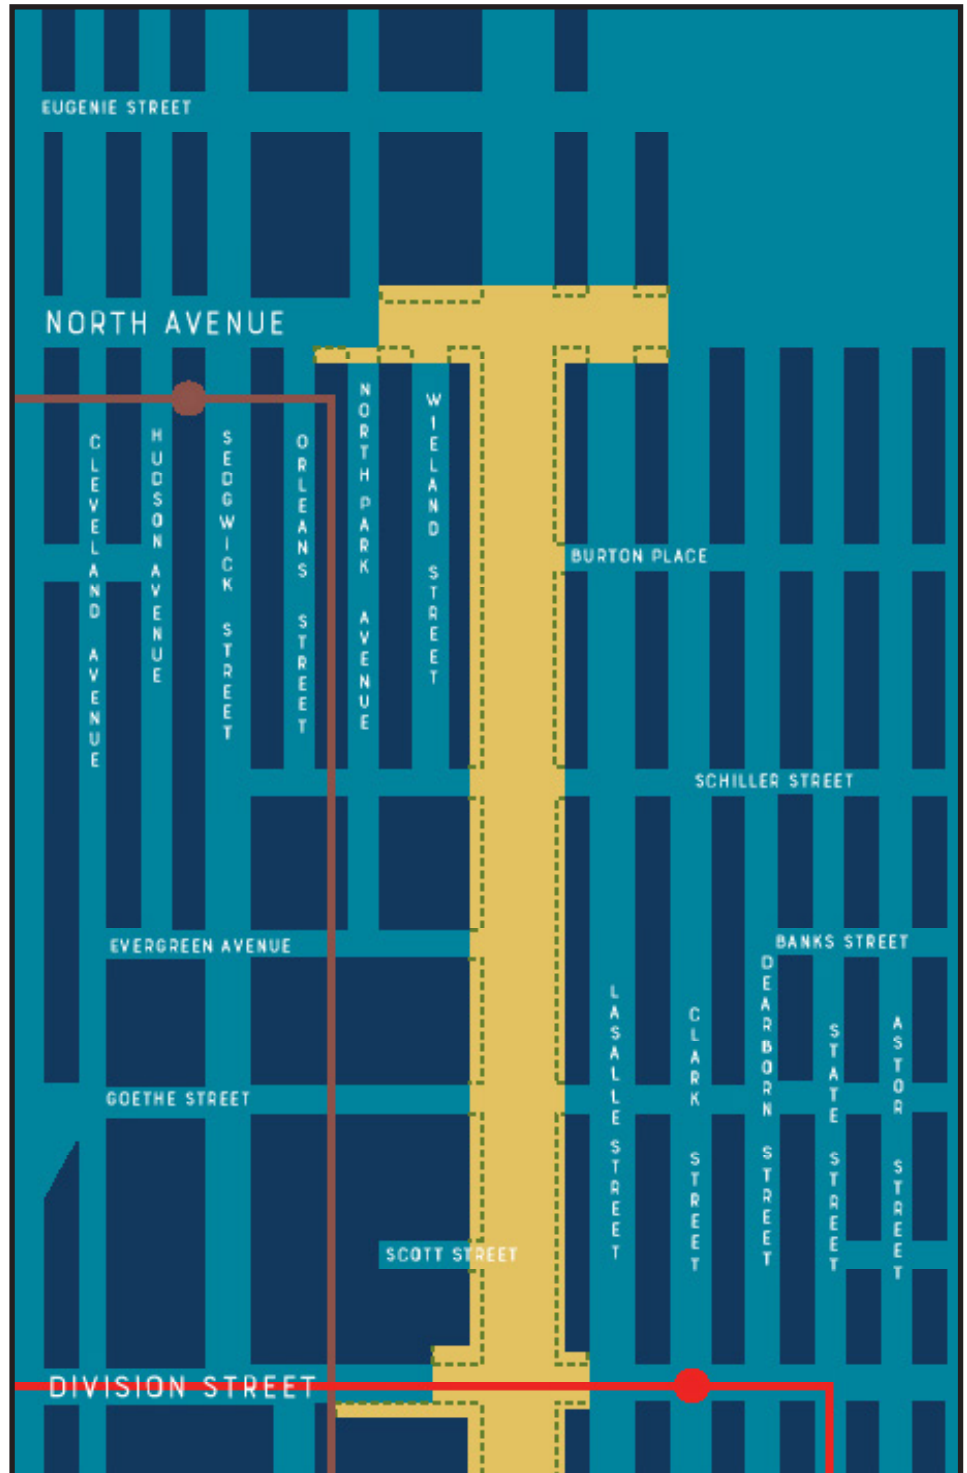 EUGENIE STREET
NORTH AVENUE
CLEVELAND AVENUE
HUDSON AVENUE
SEDGWICK STREET
ORLEANS STREET
NORTH PARK AVENUE
WIELAND STREET
BURTON PLACE
SCHILLER STREET
EVERGREEN AVENUE
BANKS STREET
LASALLE STREET
CLARK STREET
DEARBORN STREET
STATE STREET
ASTOR STREET
GOETHE STREET
SCOTT STREET
DIVISION STREET